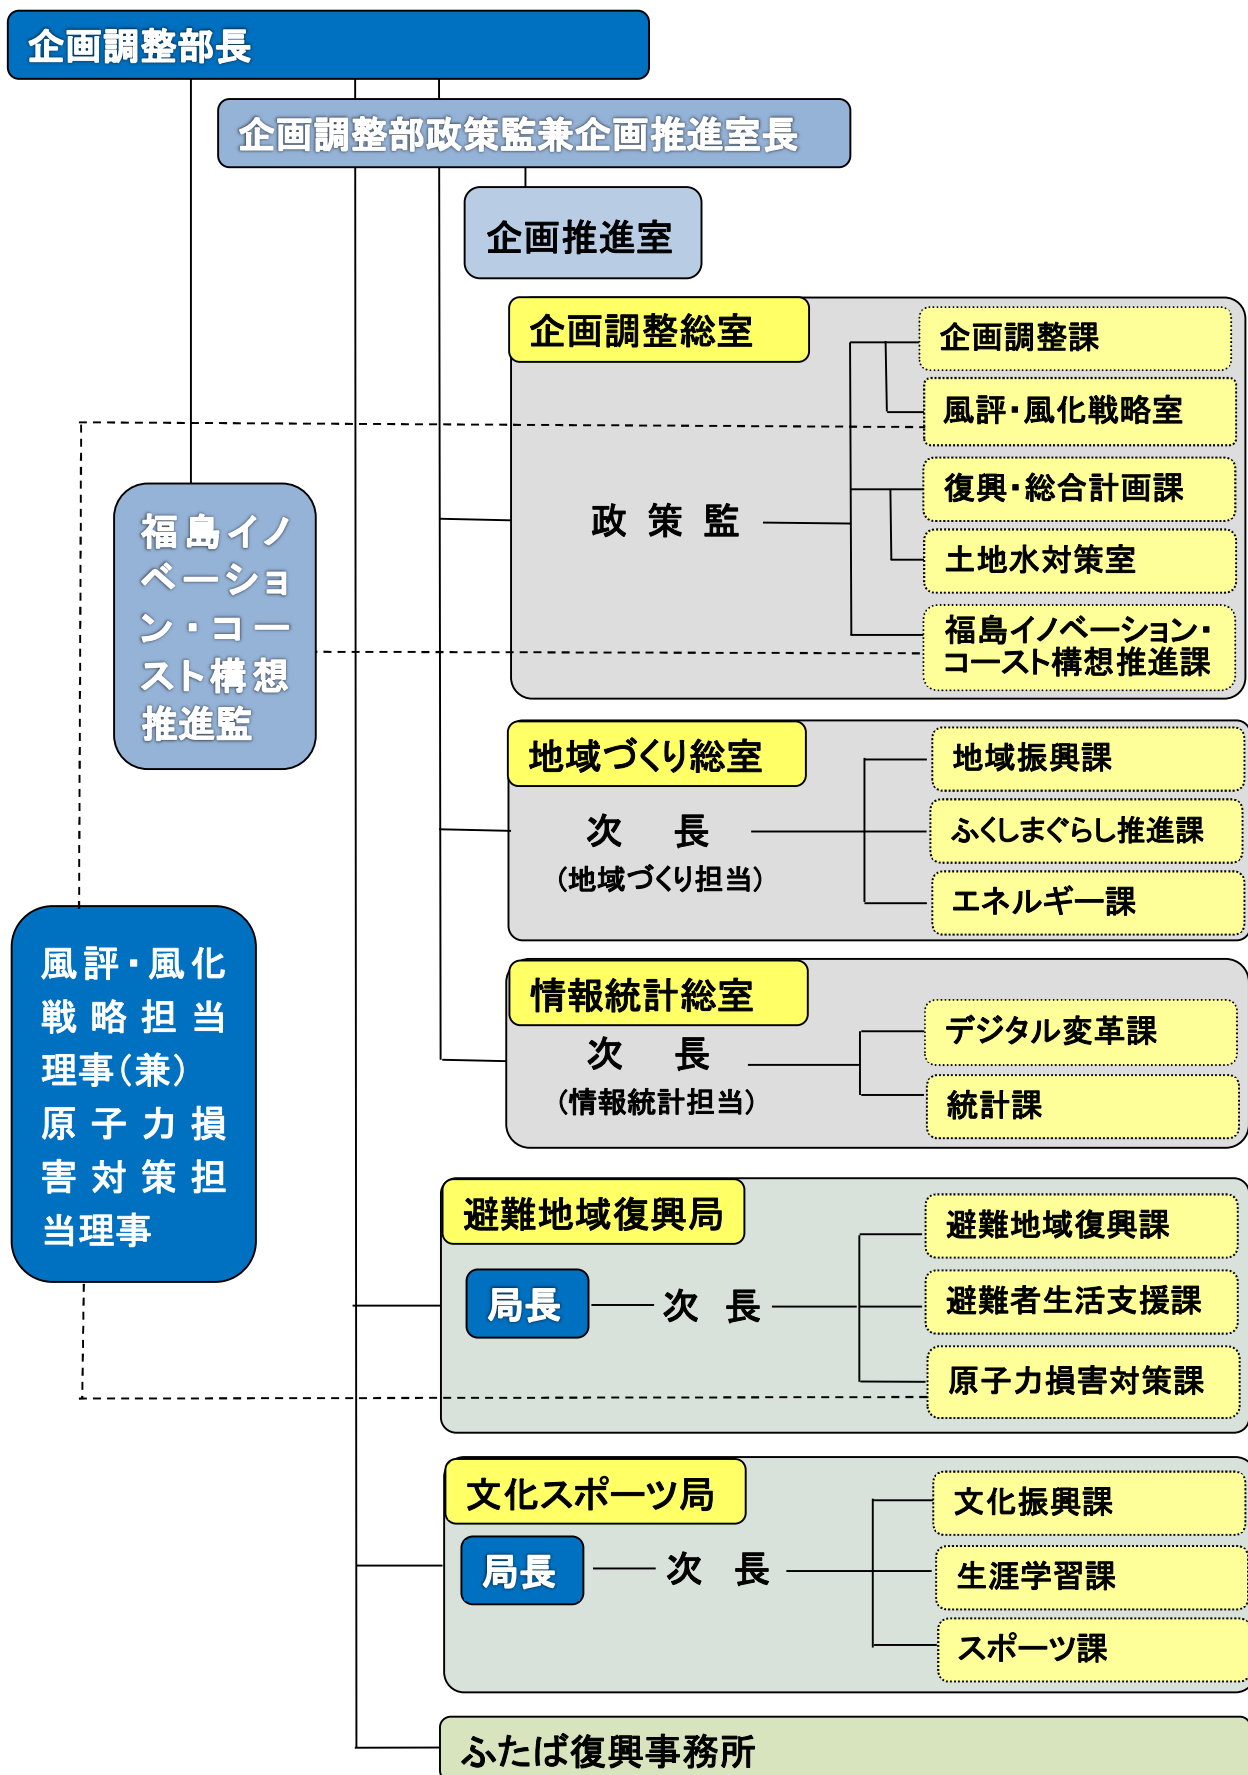 企画調整部長
企画調整部政策監兼企画推進室長
企画推進室
企画調整総室
政策監
企画調整課
風評・風化戦略室
復興・総合計画課
土地水対策室
福島イノベーション・
コースト構想推進課
福島イノ
ベーショ
ン・コー
スト構想
推進監
地域づくり総室
次長
(地域づくり担当)
地域振興課
ふくしまぐらし推進課
エネルギー課
風評・風化
戦略担当
理事(兼)
原子力損
害対策担
当理事
情報統計総室
次長
(情報統計担当)
デジタル変革課
統計課
避難地域復興局
局長
次長
避難地域復興課
避難者生活支援課
原子力損害対策課
文化スポーツ局
局長
次長
文化振興課
生涯学習課
スポーツ課
ふたば復興事務所